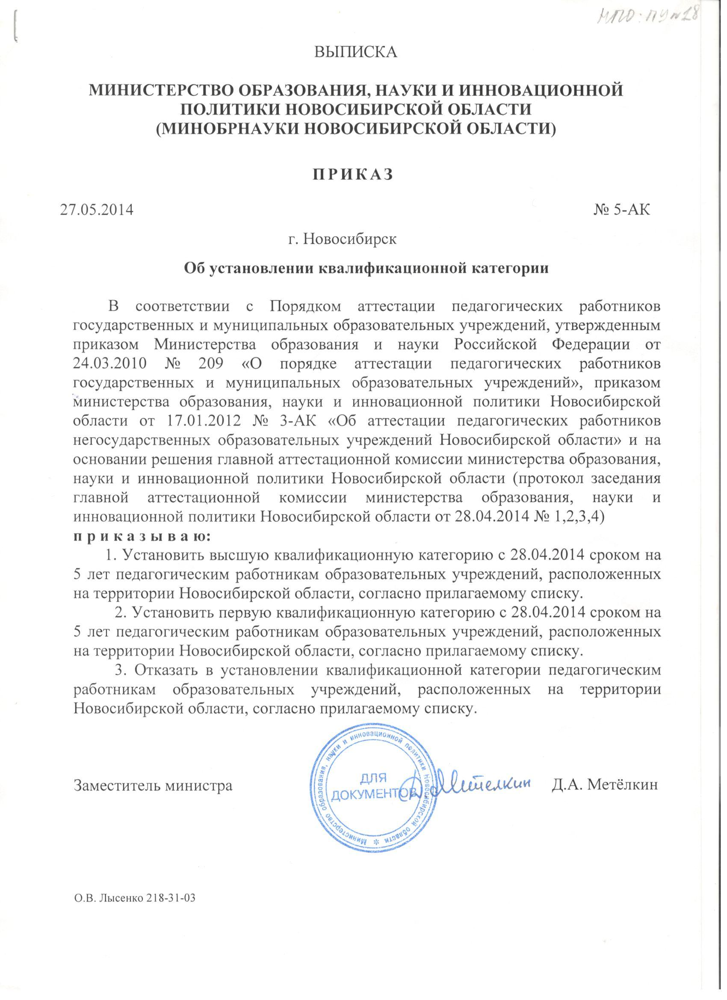 НПО: ПУ №18
ВЫПИСКА
МИНИСТЕРСТВО ОБРАЗОВАНИЯ, НАУКИ И ИННОВАЦИОННОЙ
ПОЛИТИКИ НОВОСИБИРСКОЙ ОБЛАСТИ
(МИНОБРНАУКИ НОВОСИБИРСКОЙ ОБЛАСТИ)
ПРИКАЗ
27.05.2014 № 5-АК
г. Новосибирск
Об установлении квалификационной категории
В соответствии с Порядком аттестации педагогических работников
государственных и муниципальных образовательных учреждений, утвержденным
приказом Министерства образования и науки Российской Федерации от
24.03.2010 № 209 «О порядке аттестации педагогических работников
государственных и муниципальных образовательных учреждений», приказом
министерства образования, науки и инновационной политики Новосибирской
области от 17.01.2012 № 3-АК «Об аттестации педагогических работников
негосударственных образовательных учреждений Новосибирской области» и на
основании решения главной аттестационной комиссии министерства образования,
науки и инновационной политики Новосибирской области (протокол заседания
главной аттестационной комиссии министерства образования, науки и
инновационной политики Новосибирской области от 28.04.2014 № 1,2,3,4)
п р и к а з ы в а ю:
1. Установить высшую квалификационную категорию с 28.04.2014 сроком на
5 лет педагогическим работникам образовательных учреждений, расположенных
на территории Новосибирской области, согласно прилагаемому списку.
2. Установить первую квалификационную категорию с 28.04.2014 сроком на
5 лет педагогическим работникам образовательных учреждений, расположенных
на территории Новосибирской области, согласно прилагаемому списку.
3. Отказать в установлении квалификационной категории педагогическим
работникам образовательных учреждений, расположенных на территории
Новосибирской области, согласно прилагаемому списку.
Министерство образования, науки и инновационной политики Новосибирской области *
ДЛЯ
ДОКУМЕНТОВ
Заместитель министра Д. Метелкин Д.А. Метёлкин
О.В. Лысенко 218-31-03